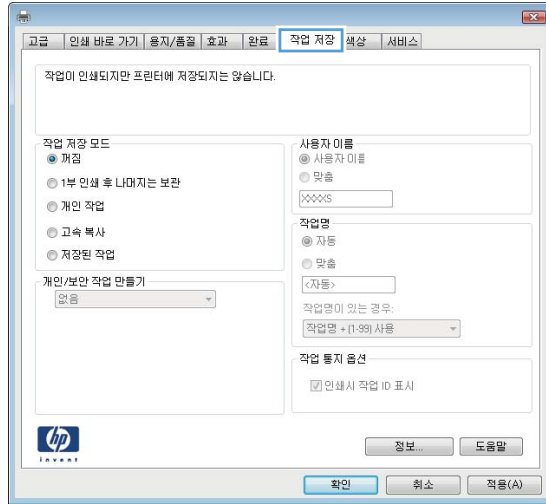 고급 인쇄 바로 가기 용지/품질 효과 완료 작업 저장 색상 서비스
작업이 인쇄되지만 프린터에 저장되지는 않습니다.
작업 저장 모드
꺼짐
1부 인쇄 후 나머지는 보관
개인 작업
고속 복사
저장된 작업
개인/보안 작업 만들기
없음
사용자 이름
사용자 이름
맞춤
XXXXS
작업명
자동
맞춤
<자동>
작업명이 있는 경우:
작업명 + (1-99) 사용
작업 통지 옵션
인쇄시 작업 ID 표시
hp
invent
정보... 도움말
확인 취소 적용(A)